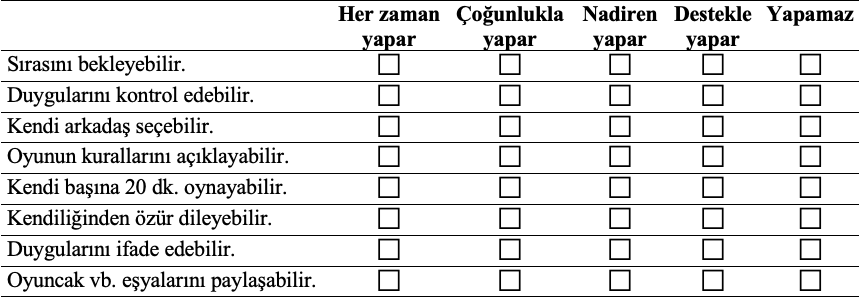 Her zaman yapar Çoğunlukla yapar Nadiren yapar Destekle yapar Yapamaz
Sırasını bekleyebilir. ☐ ☐ ☐ ☐ ☐
Duygularını kontrol edebilir. ☐ ☐ ☐ ☐ ☐
Kendi arkadaş seçebilir. ☐ ☐ ☐ ☐ ☐
Oyunun kurallarını açıklayabilir. ☐ ☐ ☐ ☐ ☐
Kendi başına 20 dk. oynayabilir. ☐ ☐ ☐ ☐ ☐
Kendiliğinden özür dileyebilir. ☐ ☐ ☐ ☐ ☐
Duygularını ifade edebilir. ☐ ☐ ☐ ☐ ☐
Oyuncak vb. eşyalarını paylaşabilir. ☐ ☐ ☐ ☐ ☐